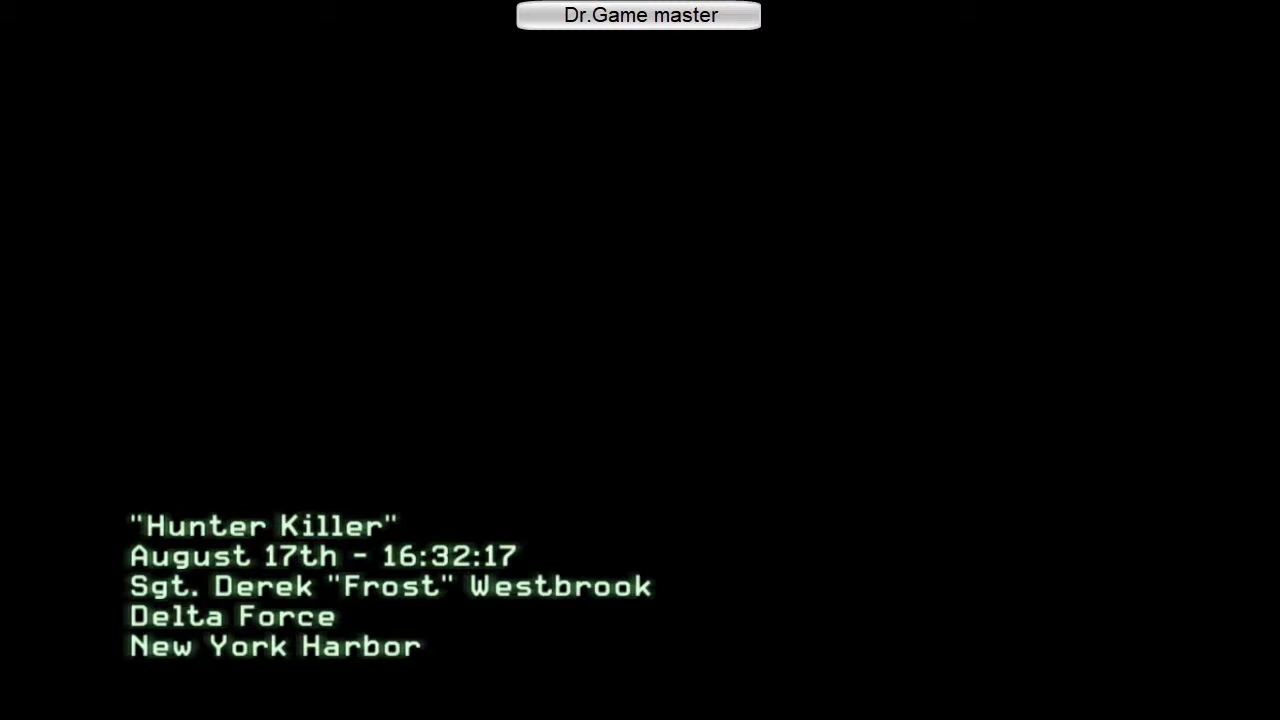 Dr.Game master
"Hunter Killer"
August 17th - 16:32:17
Sgt. Derek "Frost" Westbrook
Delta Force
New York Harbor